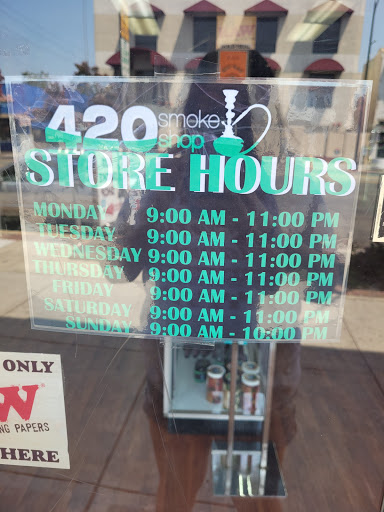 420 smoke
shop
STORE HOURS
MONDAY 9:00 AM - 11:00 PM
TUESDAY 9:00 AM - 11:00 PM
WEDNESDAY 9:00 AM - 11:00 PM
THURSDAY 9:00 AM - 11:00 PM
FRIDAY 9:00 AM - 11:00 PM
SATURDAY 9:00 AM - 11:00 PM
SUNDAY 9:00 AM - 10:00 PM
ONLY
W
NG PAPERS
HERE